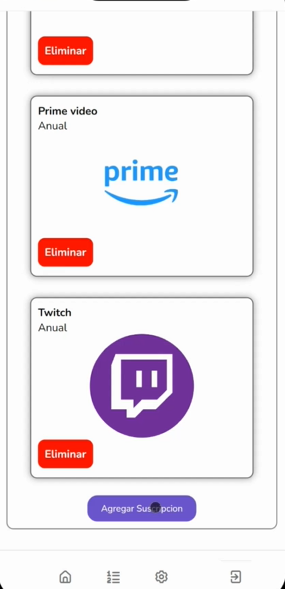 Eliminar
Prime video
Anual
prime
Eliminar
Twitch
Anual
Eliminar
Agregar Suscripcion